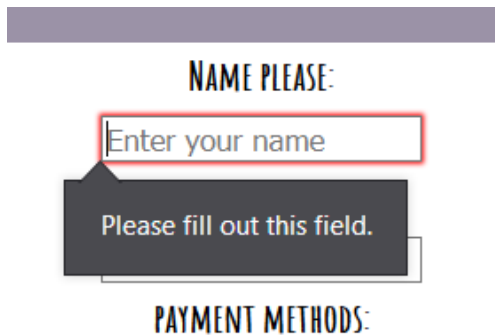 Name please:
Enter your name
Please fill out this field.
payment methods: